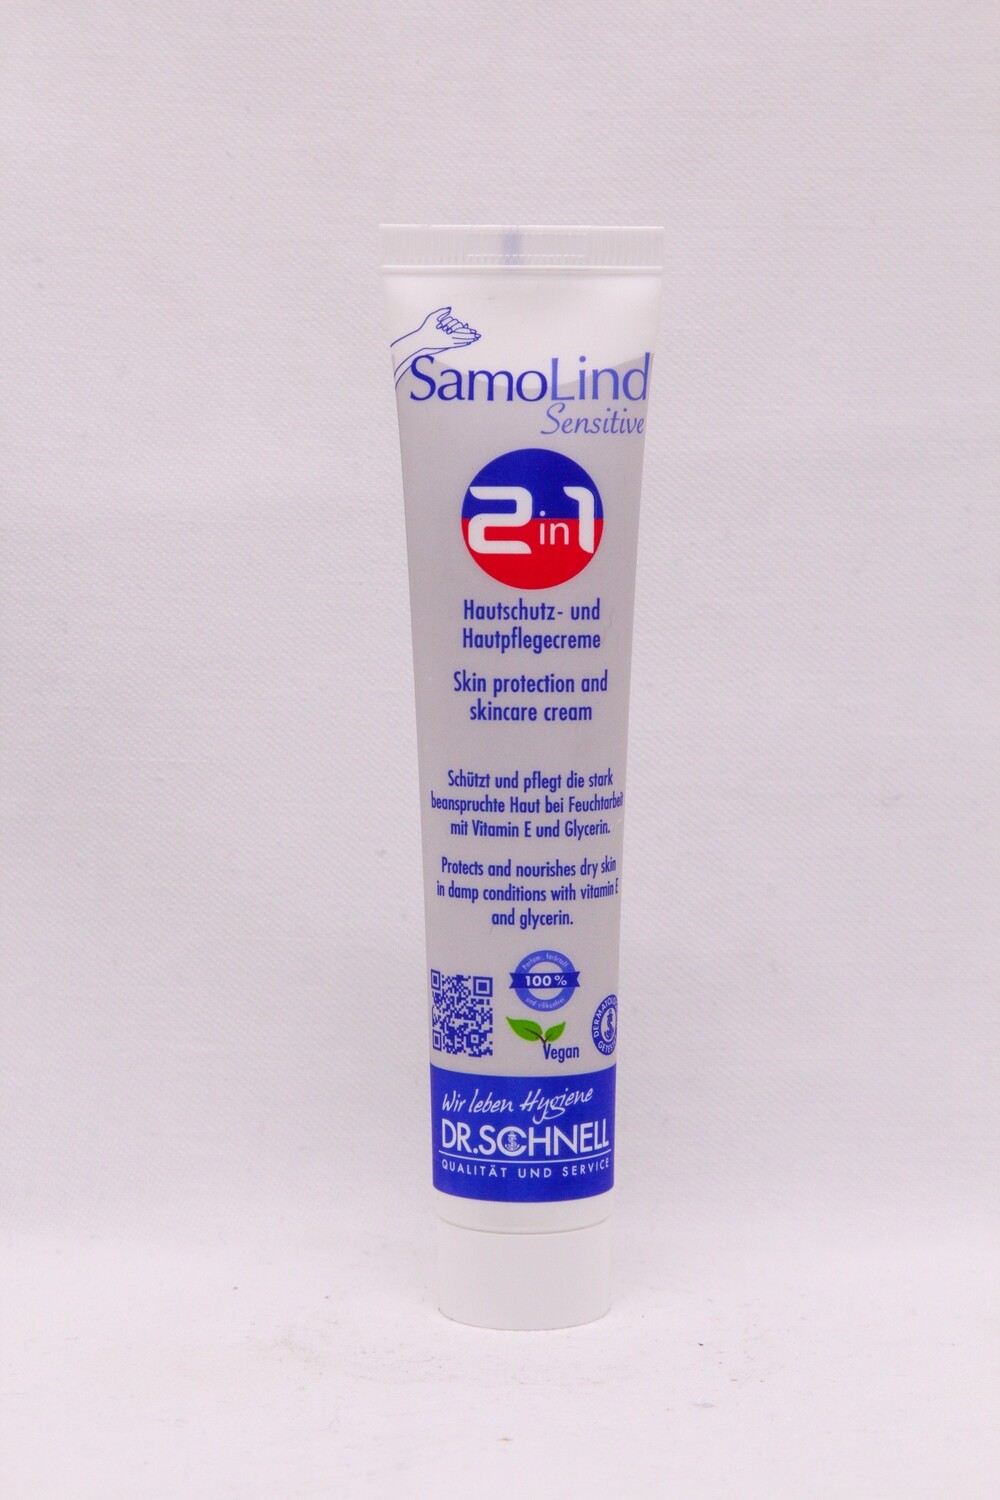 SamoLind
Sensitive
2in1
Hautschutz- und
Hautpflegecreme
Skin protection and
skincare cream
Schützt und pflegt die stark
beanspruchte Haut bei Feuchtarbeit
mit Vitamin E und Glycerin.
Protects and nourishes dry skin
in damp conditions with vitamin E
and glycerin.
100%
und silikonfrei
Vegan
Wir leben Hygiene
DR.SCHNELL
QUALITÄT UND SERVICE